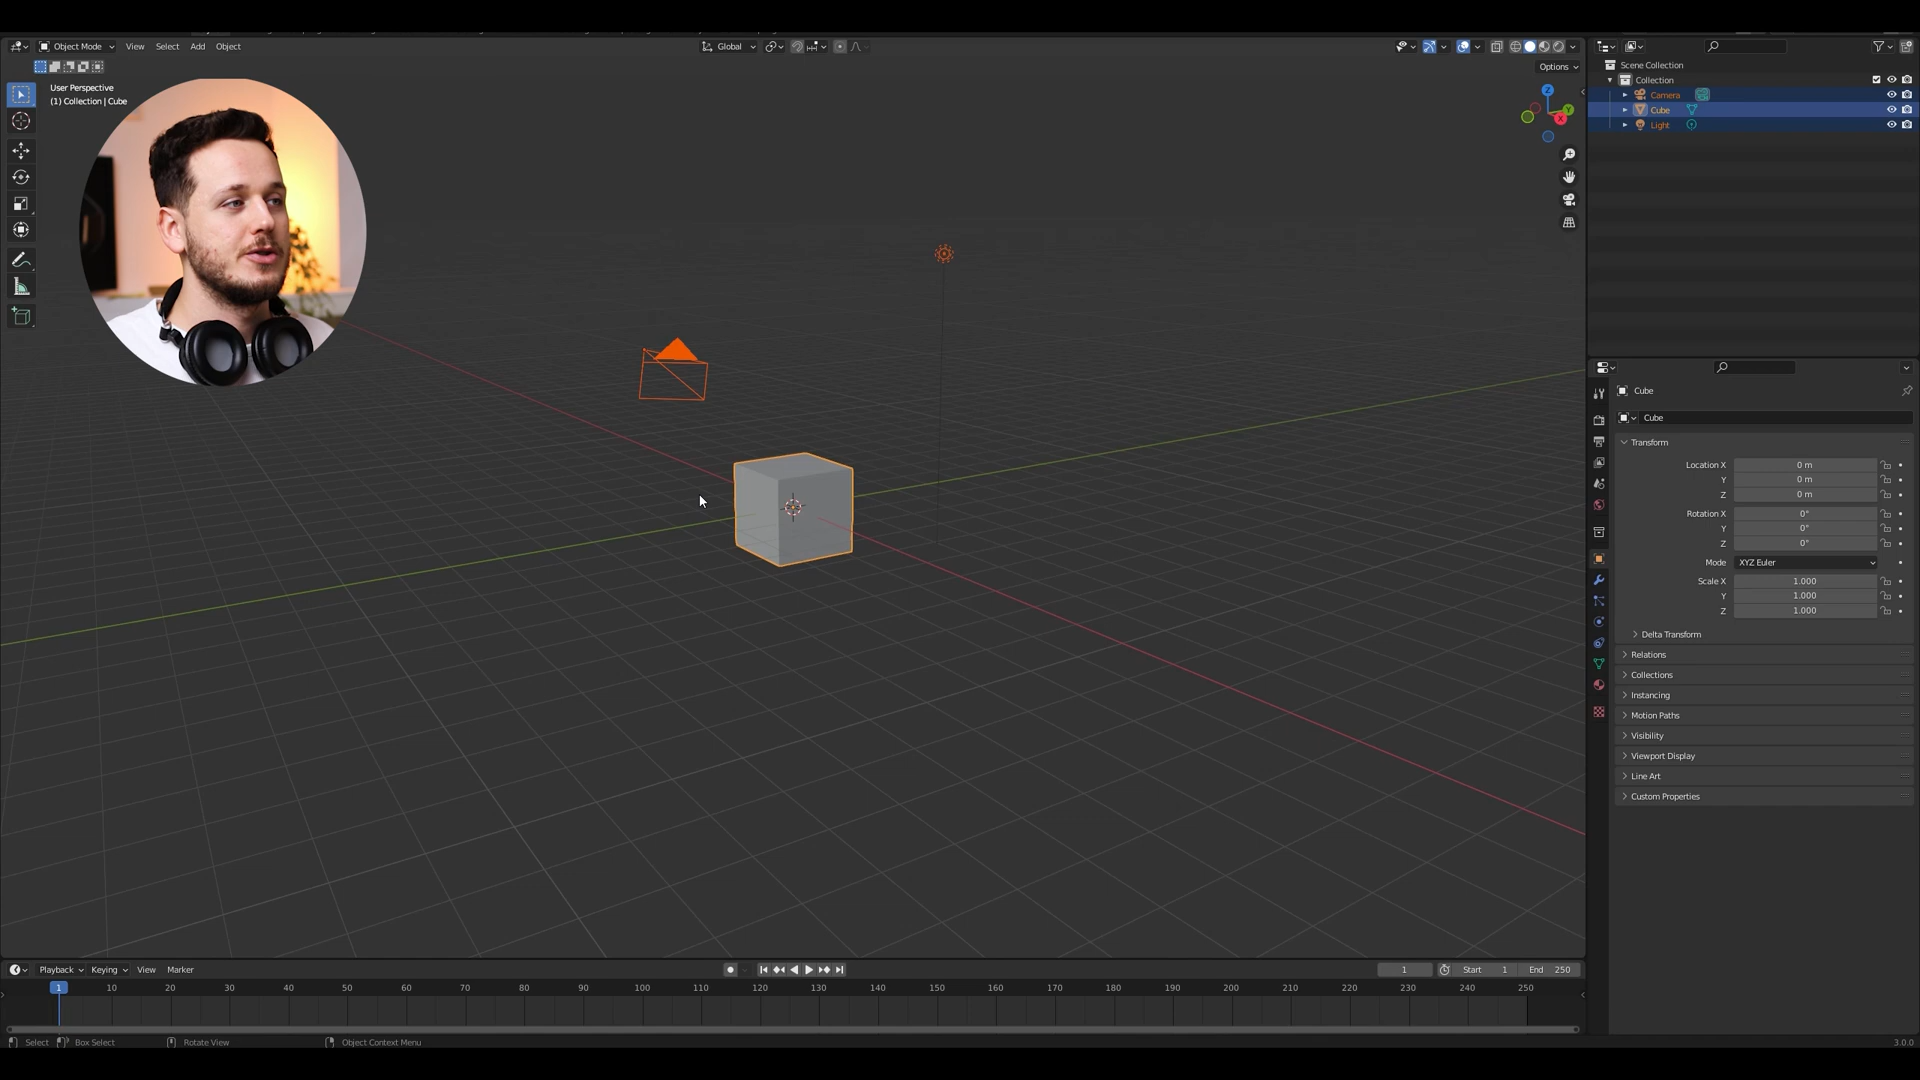 Object Mode View Select Add Object Global
Options
User Perspective
(1) Collection | Cube
Z
Y
X
Scene Collection
Collection
Camera
Cube
Light
Cube
Cube
Transform
Location X 0 m
Y 0 m
Z 0 m
Rotation X 0°
Y 0°
Z 0°
Mode XYZ Euler
Scale X 1.000
Y 1.000
Z 1.000
Delta Transform
Relations
Collections
Instancing
Motion Paths
Visibility
Viewport Display
Line Art
Custom Properties
Playback Keying View Marker 1 Start 1 End 250
1 10 20 30 40 50 60 70 80 90 100 110 120 130 140 150 160 170 180 190 200 210 220 230 240 250
Select Box Select Rotate View Object Context Menu 3.0.0